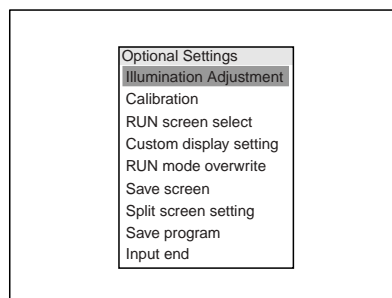 Optional Settings
Illumination Adjustment
Calibration
RUN screen select
Custom display setting
RUN mode overwrite
Save screen
Split screen setting
Save program
Input end